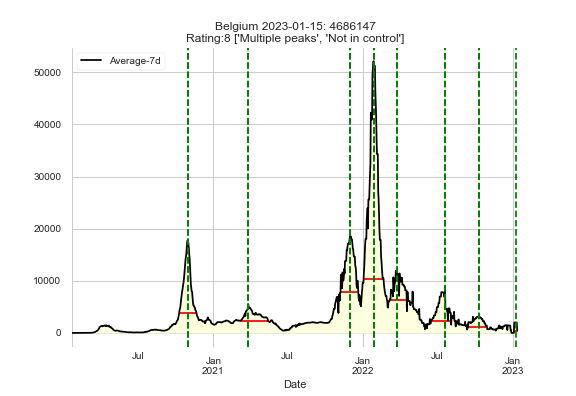 Belgium 2023-01-15: 4686147
Rating:8 ['Multiple peaks', 'Not in control']
Average-7d
50000
40000
30000
20000
10000
0
Jul Jan Jul Jan Jul Jan
2021 2022 2023
Date